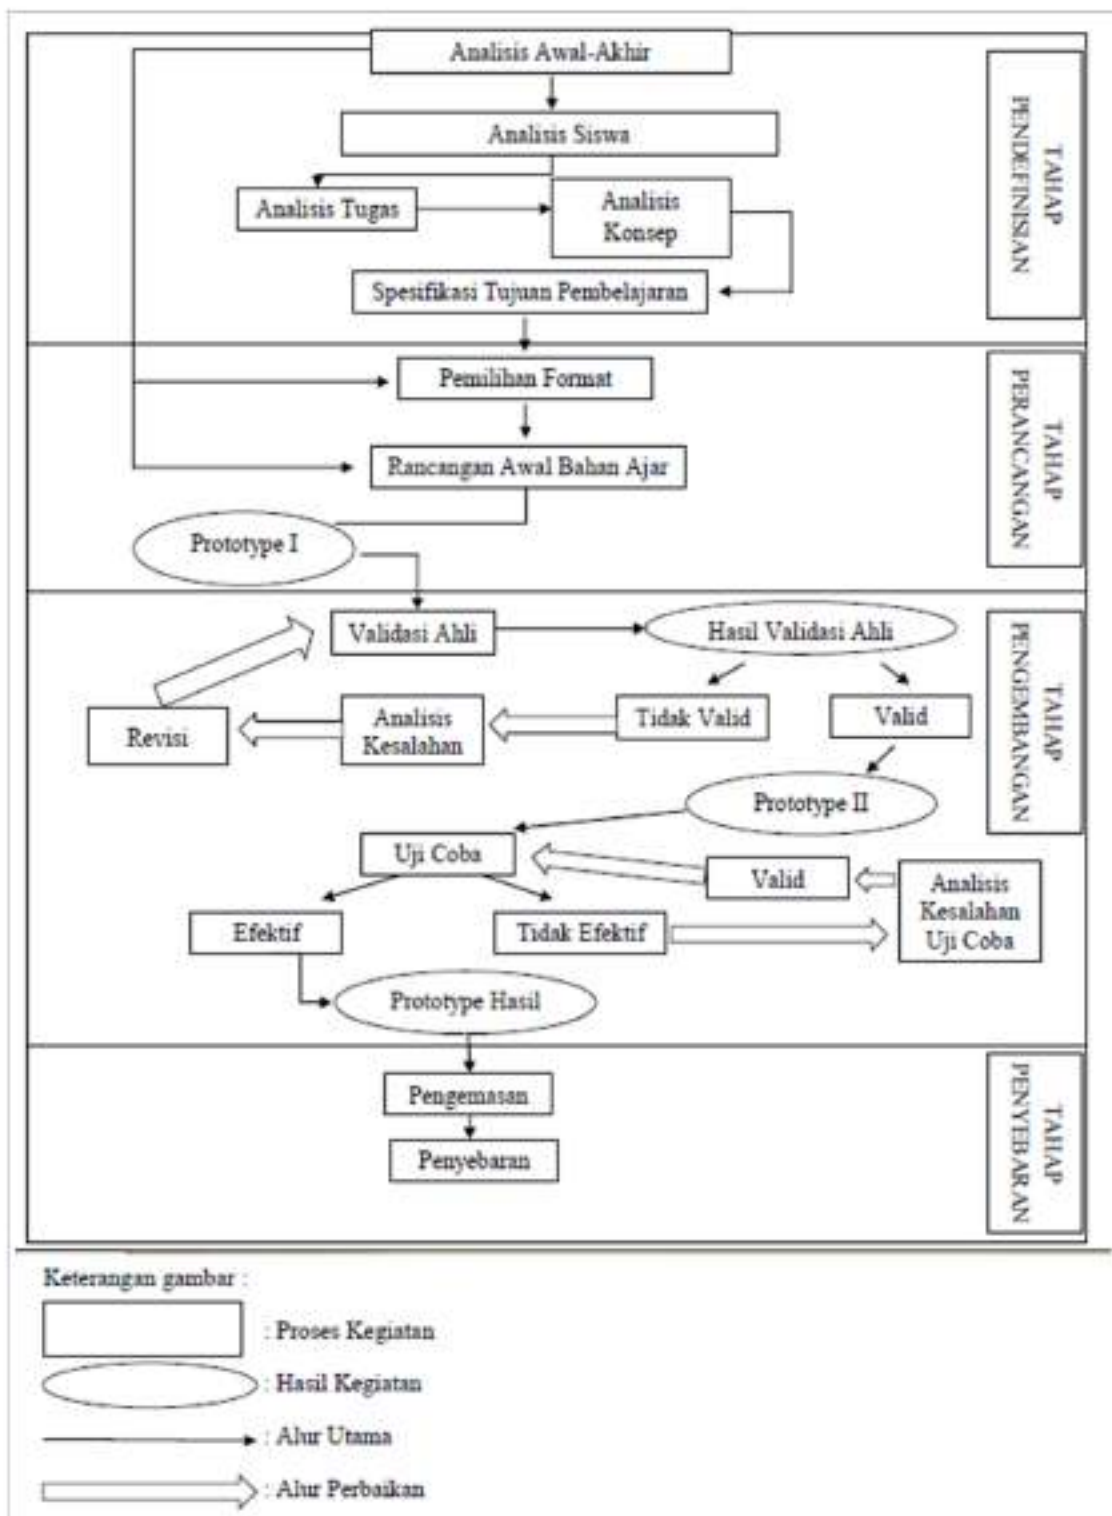 Analisis Awal-Akhir
Analisis Siswa
Analisis Tugas
Analisis
Konsep
Spesifikasi Tujuan Pembelajaran
TAHAP
PENDEFINISIAN
Pemilihan Format
Rancangan Awal Bahan Ajar
Prototype I
TAHAP
PERANCANGAN
Validasi Ahli
Hasil Validasi Ahli
Tidak Valid
Valid
Analisis
Kesalahan
Revisi
Prototype II
Uji Coba
Valid
Analisis
Kesalahan
Uji Coba
Efektif
Tidak Efektif
Prototype Hasil
TAHAP
PENGEMBANGAN
Pengemasan
Penyebaran
TAHAP
PENYEBARAN
Keterangan gambar :
: Proses Kegiatan
: Hasil Kegiatan
: Alur Utama
: Alur Perbaikan